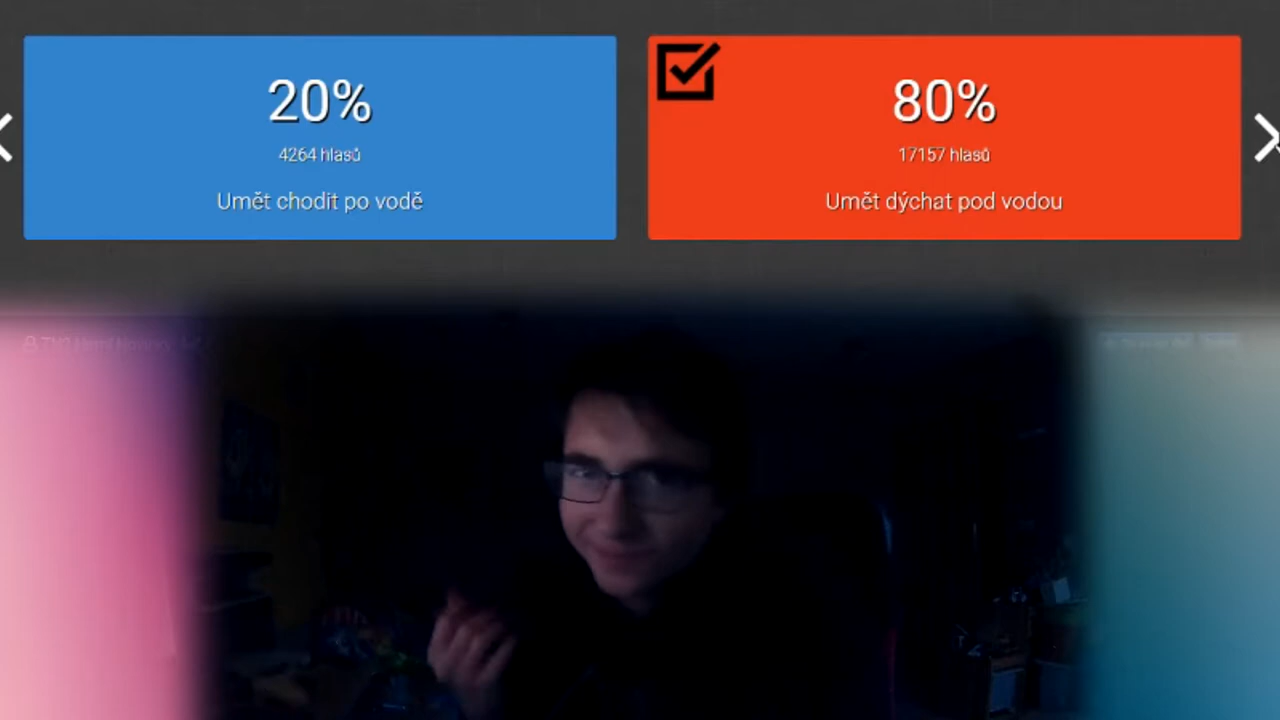 20%
4264 hlasů
Umět chodit po vodě
80%
17157 hlasů
Umět dýchat pod vodou